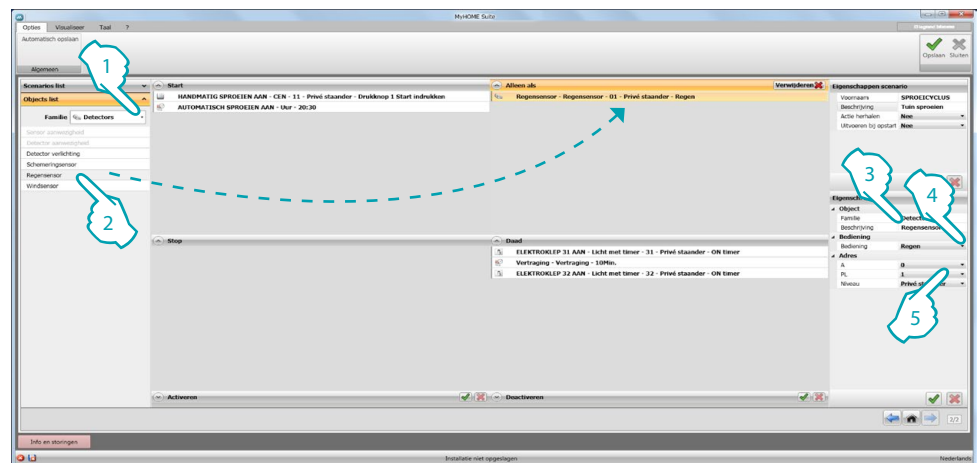 MyHOME Suite
Opties Visualiseer Taal ?
Automatisch opslaan
Algemeen
Opslaan Sluiten
Scenarios list
Objects list
Familie Detectors
Sensor aanwezigheid
Detector aanwezigheid
Detector verlichting
Schemeringsensor
Regensensor
Windsensor
Start
HANDMATIG SPROEIEN AAN - CEN - 11 - Privé staander - Drukknop 1 Start indrukken
AUTOMATISCH SPROEIEN AAN - Uur - 20:30
Alleen als Verwijderen
Regensensor - Regensensor - 01 - Privé staander - Regen
Stop
Daad
ELEKTROKLEP 31 AAN - Licht met timer - 31 - Privé staander - ON timer
Vertraging - Vertraging - 10Min.
ELEKTROKLEP 32 AAN - Licht met timer - 32 - Privé staander - ON timer
Activeren
Deactiveren
Eigenschappen scenario
Voornaam SPROEICYCLUS
Beschrijving Tuin sproeien
Actie herhalen Nee
Uitvoeren bij opstart Nee
Object
Familie
Beschrijving Regensensor
Bediening
Bediening Regen
Adres
A 0
PL 1
Niveau Privé
1
2
3
4
5
2/2
Info en storingen
Installatie niet opgeslagen
Nederlands